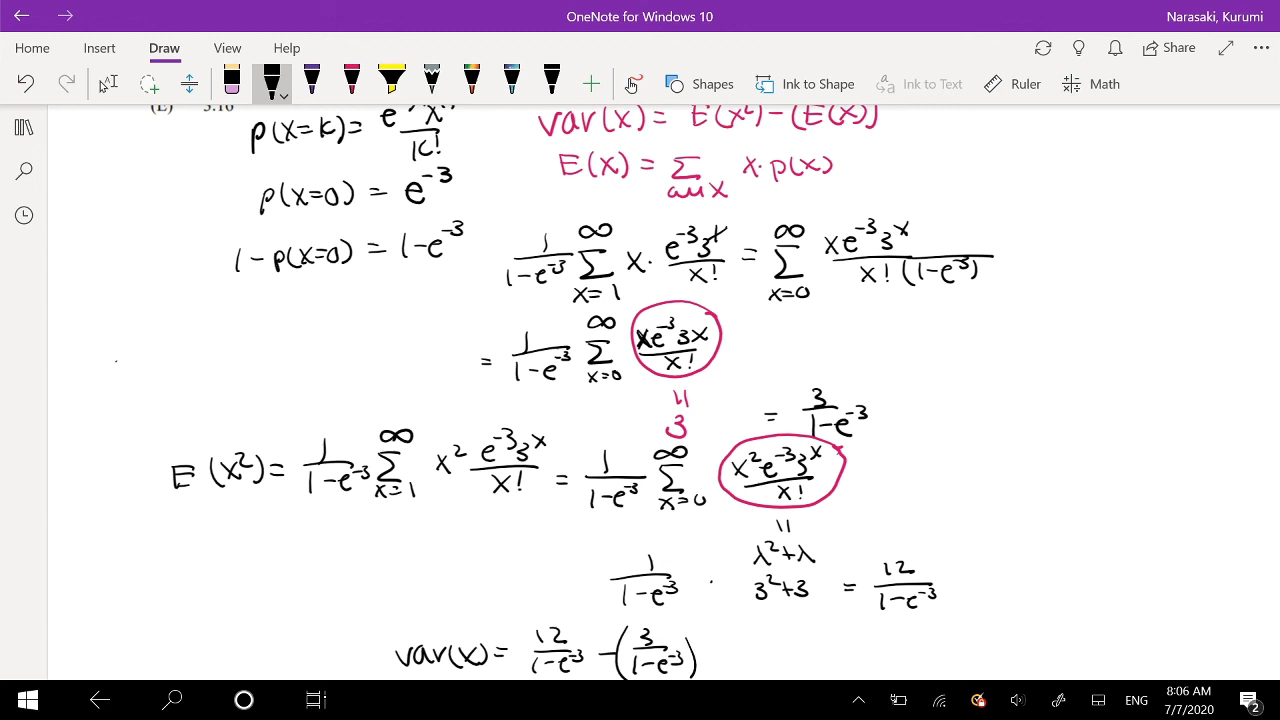 OneNote for Windows 10
Narasaki, Kurumi
Home Insert Draw View Help Share
Shapes Ink to Shape Ink to Text Ruler Math
(E) 3.16
p(x=k)= e x / k!
var(x) = E(x²)-(E(x))
E(x) = Σ all x x·p(x)
p(x=0) = e⁻³
1-p(x=0) = 1-e⁻³
1/(1-e⁻³) Σ x=1 ∞ x· e⁻³3ˣ/x! = Σ x=0 ∞ xe⁻³3ˣ/x!(1-e⁻³)
= 1/(1-e⁻³) Σ x=0 ∞ xe⁻³3x/x!
=
3
= 3/1-e⁻³
E(x²)= 1/(1-e⁻³) Σ x=1 ∞ x² e⁻³3ˣ/x! = 1/(1-e⁻³) Σ x=0 ∞ x²e⁻³3ˣ/x!
=
λ²+λ
1/(1-e⁻³) · 3²+3 = 12/(1-e⁻³)
var(x)= 12/(1-e⁻³) -(3/(1-e⁻³))
ENG
8:06 AM
7/7/2020
2